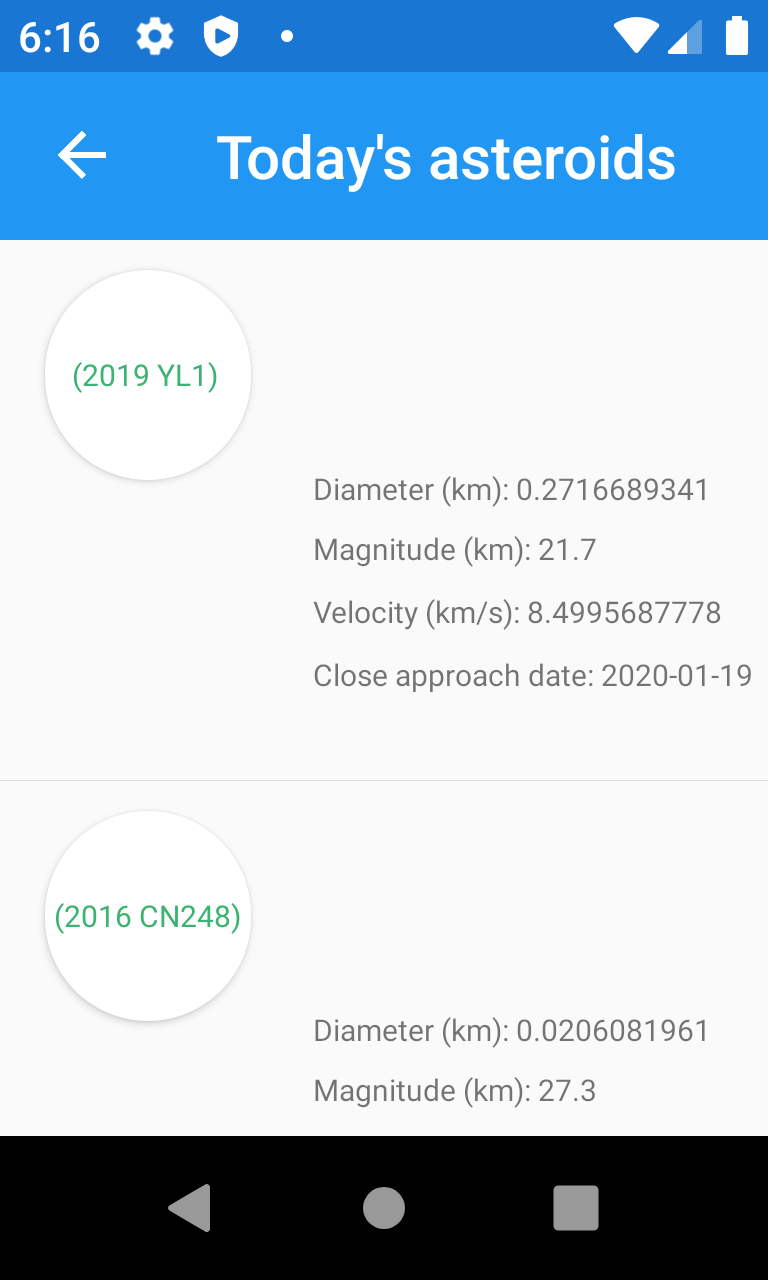 6:16
Today's asteroids
(2019 YL1)
Diameter (km): 0.2716689341
Magnitude (km): 21.7
Velocity (km/s): 8.4995687778
Close approach date: 2020-01-19
(2016 CN248)
Diameter (km): 0.0206081961
Magnitude (km): 27.3